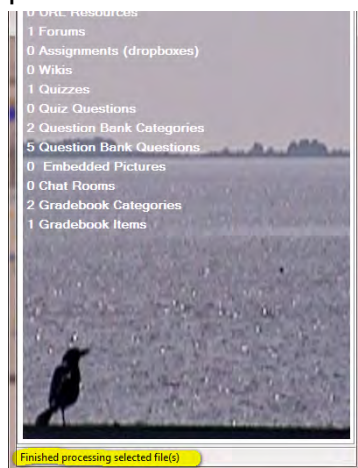 0 URL Resources
1 Forums
0 Assignments (dropboxes)
0 Wikis
1 Quizzes
0 Quiz Questions
2 Question Bank Categories
5 Question Bank Questions
0 Embedded Pictures
0 Chat Rooms
2 Gradebook Categories
1 Gradebook Items
Finished processing selected file(s)